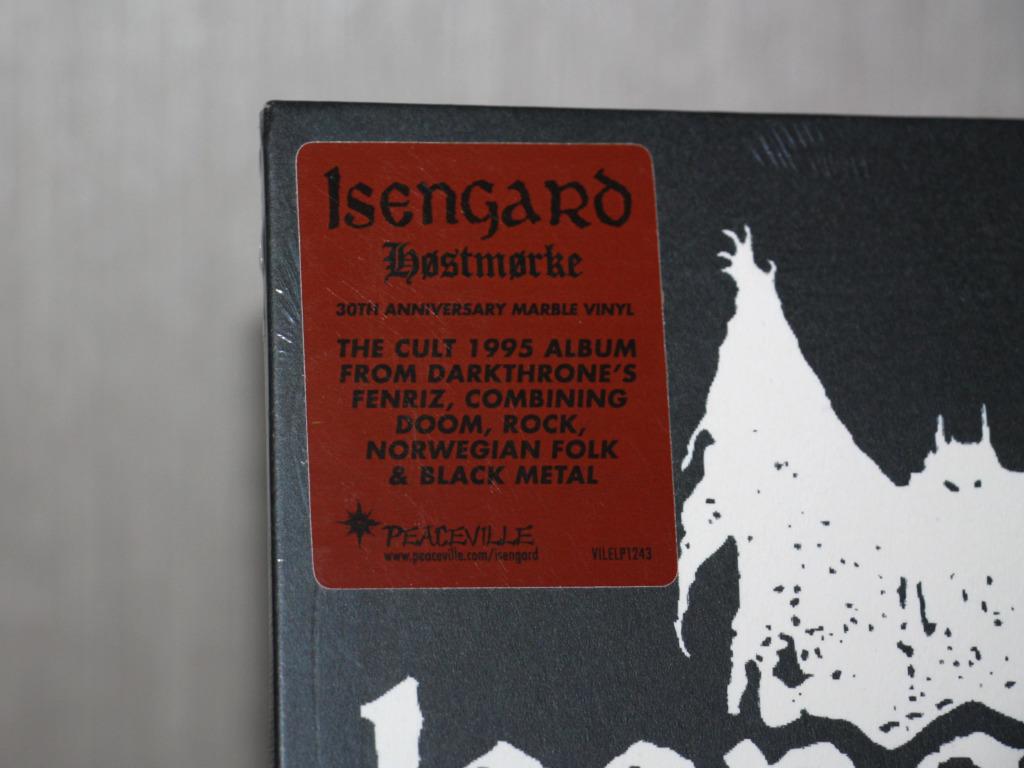 Isengard
Høstmørke
30TH ANNIVERSARY MARBLE VINYL
THE CULT 1995 ALBUM
FROM DARKTHRONE'S
FENRIZ, COMBINING
DOOM, ROCK,
NORWEGIAN FOLK
& BLACK METAL
PEACEVILLE
www.peaceville.com/isengard
VILELP1243